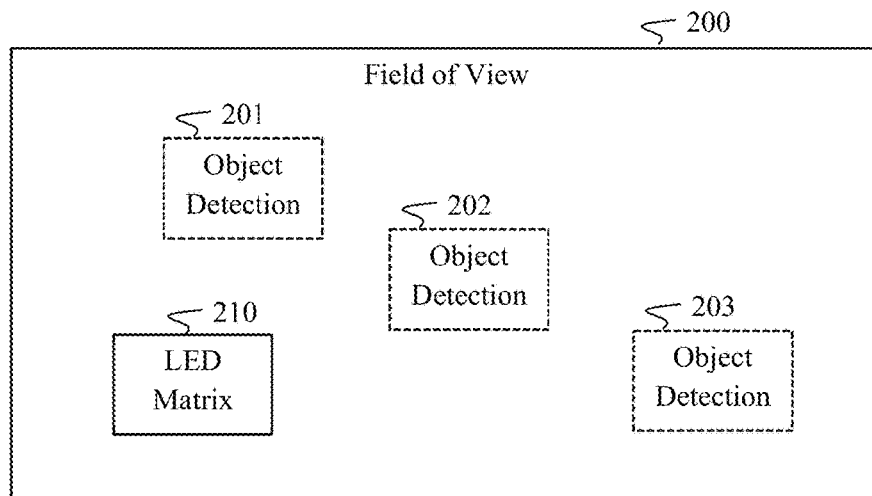 200
Field of View
201
Object
Detection
202
Object
Detection
203
Object
Detection
210
LED
Matrix